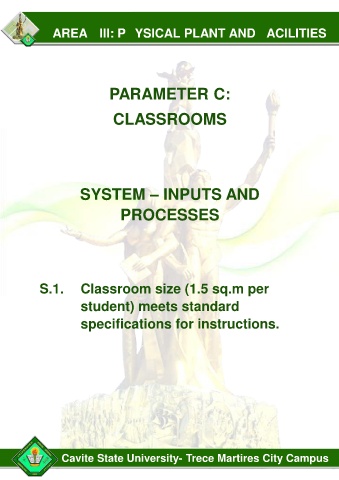 AREA III: P YSICAL PLANT AND ACILITIES
PARAMETER C:
CLASSROOMS
SYSTEM – INPUTS AND
PROCESSES
S.1. Classroom size (1.5 sq.m per
student) meets standard
specifications for instructions.
Cavite State University- Trece Martires City Campus